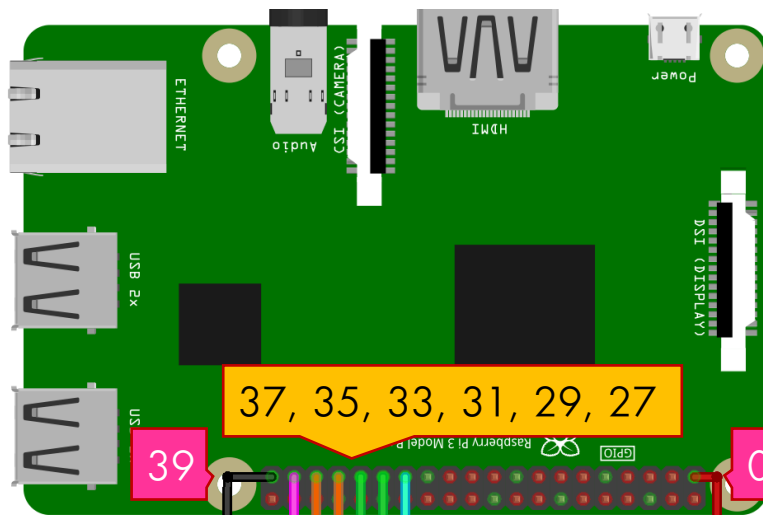 ETHERNET
Audio
CSI (CAMERA)
HDMI
Power
USB 2x
DSI (DISPLAY)
37, 35, 33, 31, 29, 27
Raspberry Pi 3 Model B
GPIO
39
0